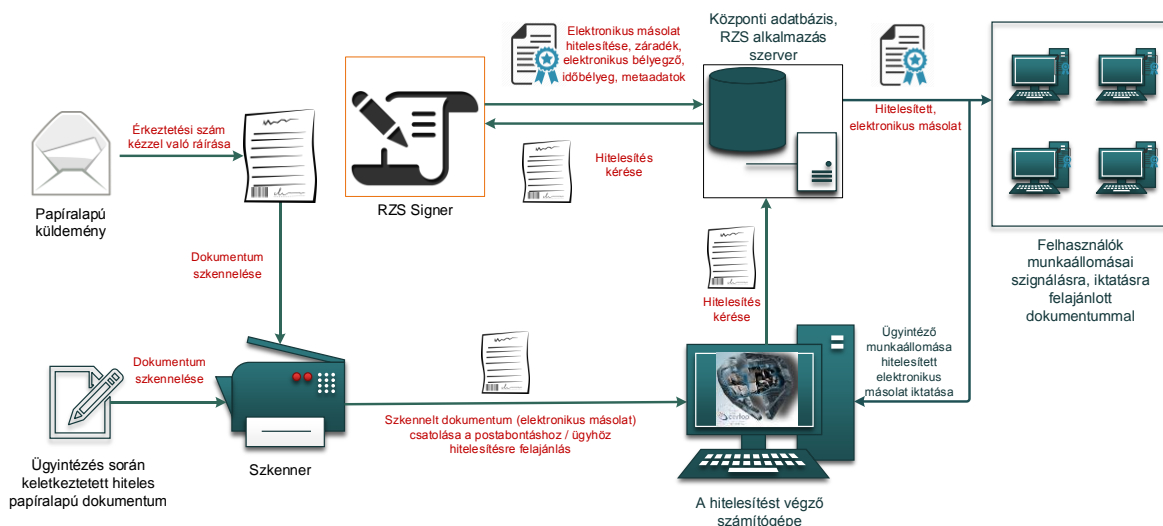 Elektronikus másolat
hitelesítése, záradék,
elektronikus bélyegző,
időbélyeg, metaadatok
Központi adatbázis,
RZS alkalmazás
szerver
Érkeztetési szám
kézzel való ráírása
Hitelesített,
elektronikus másolat
Hitelesítés
kérése
Papíralapú
küldemény
RZS Signer
Felhasználók
munkaállomásai
szignálásra, iktatásra
felajánlott
dokumentummal
Dokumentum
szkennelése
Hitelesítés
kérése
Ügyintéző
munkaállomása
hitelesített
elektronikus
másolat iktatása
Dokumentum
szkennelése
Szkennelt dokumentum (elektronikus másolat)
csatolása a postabontáshoz / ügyhöz
hitelesítésre felajánlás
Szkenner
Ügyintézés során
keletkeztetett hiteles
papíralapú dokumentum
A hitelesítést végző
számítógépe